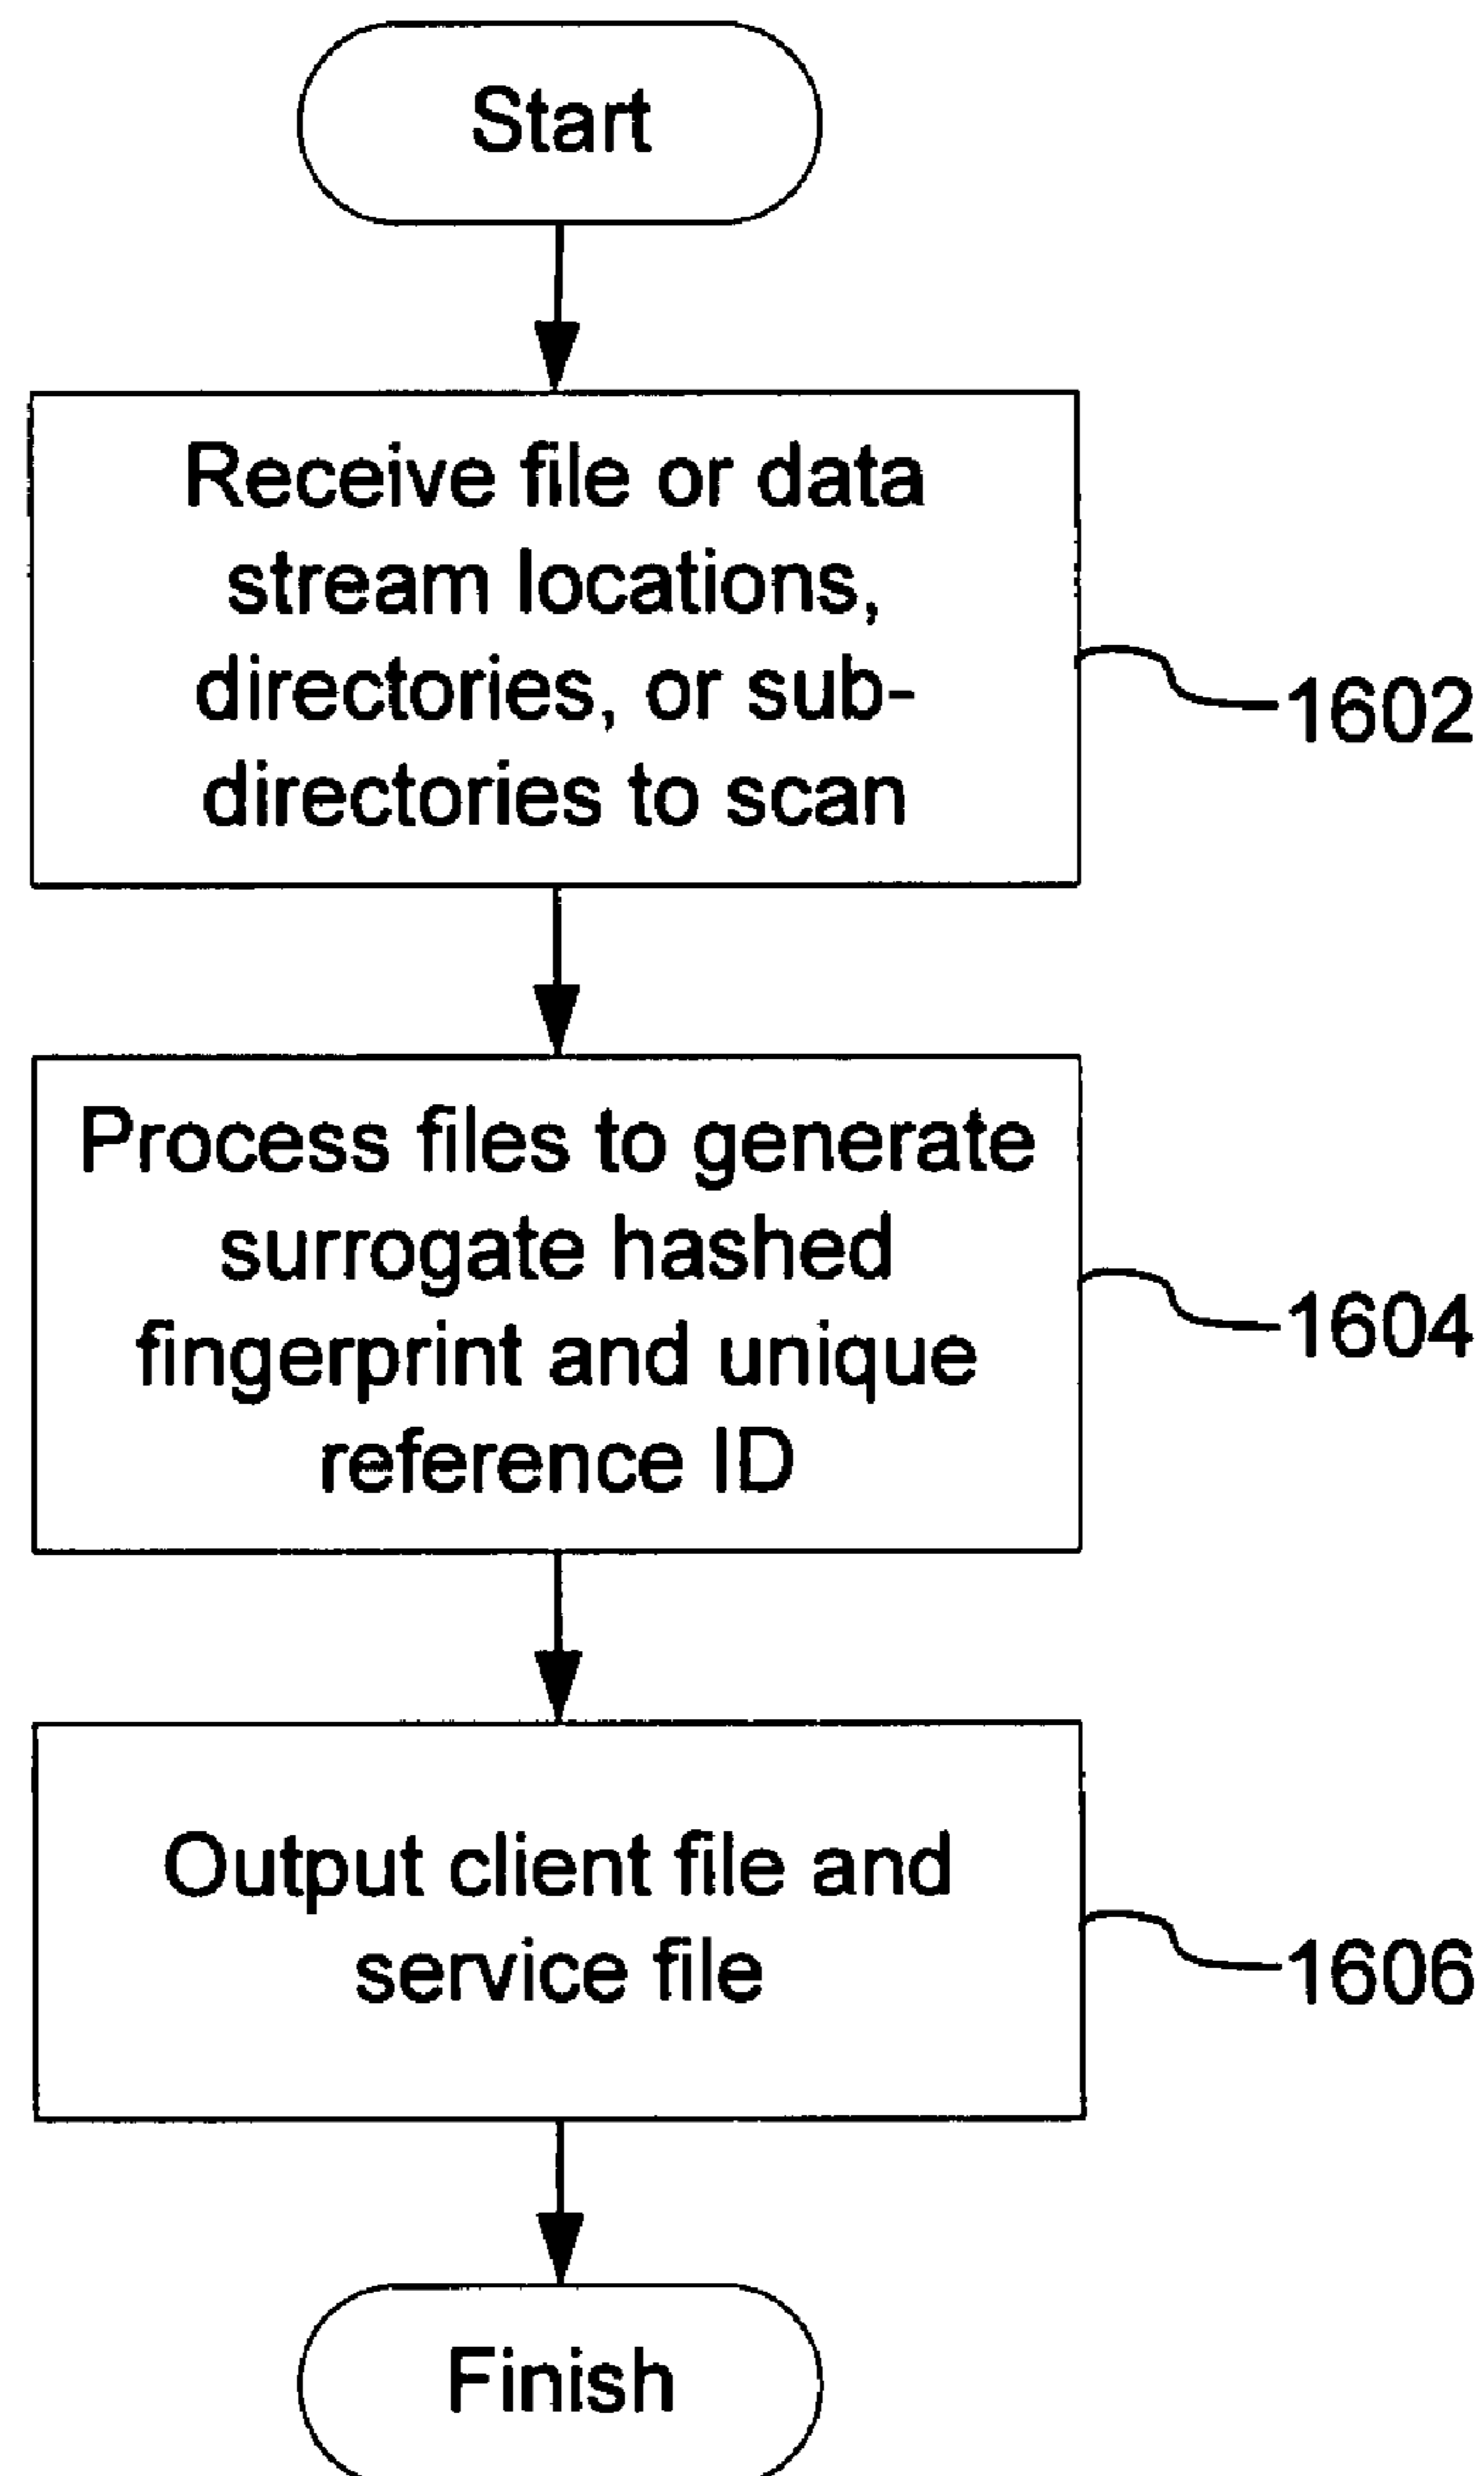 Start
Receive file or data
stream locations,
directories, or sub-
directories to scan
1602
Process files to generate
surrogate hashed
fingerprint and unique
reference ID
1604
Output client file and
service file
1606
Finish